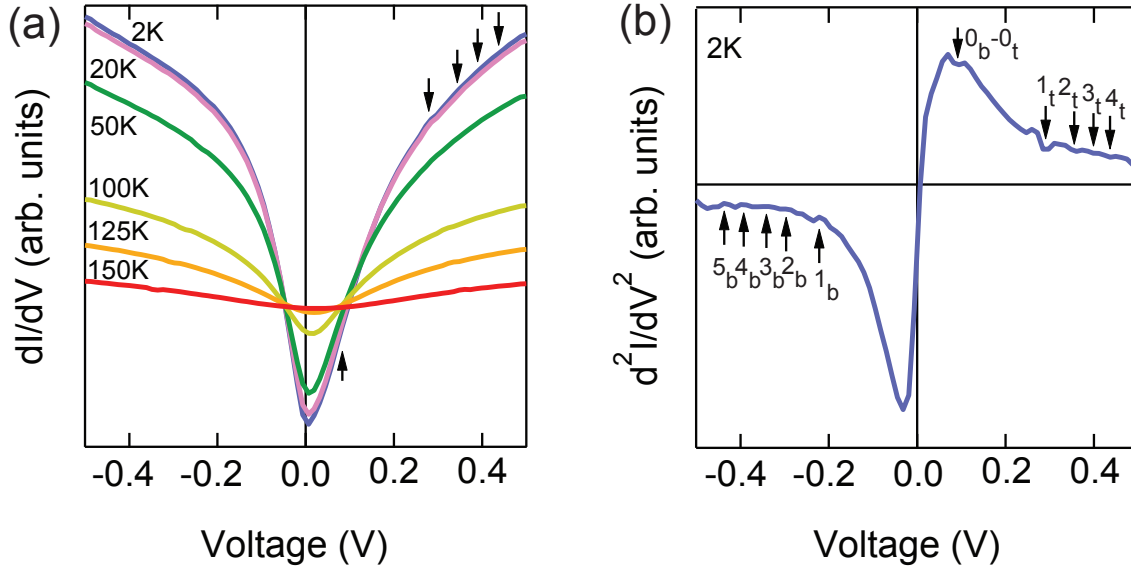 (a)
2K
20K
50K
100K
125K
150K
dI/dV (arb. units)
-0.4 -0.2 0.0 0.2 0.4
Voltage (V)
(b)
2K
0b-0t
1t 2t 3t 4t
5b 4b 3b 2b 1b
d²I/dV² (arb. units)
-0.4 -0.2 0.0 0.2 0.4
Voltage (V)